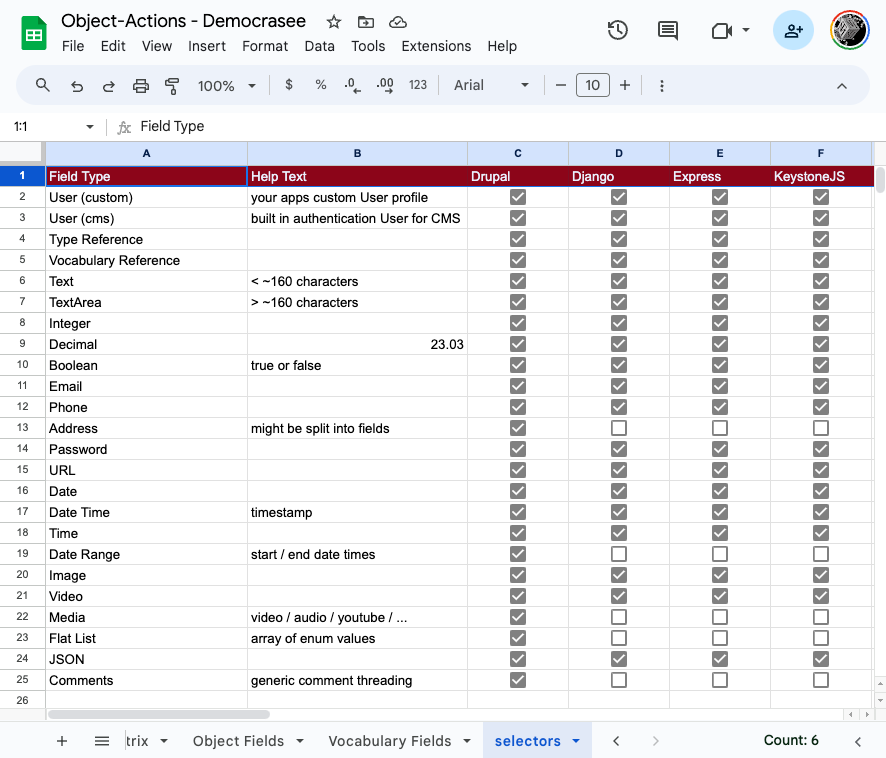 Object-Actions - Democrasee
File Edit View Insert Format Data Tools Extensions Help
100% $ % .0 .00 123 Arial 10
1:1 fx Field Type
A B C D E F
1 Field Type Help Text Drupal Django Express KeystoneJS
2 User (custom) your apps custom User profile
3 User (cms) built in authentication User for CMS
4 Type Reference
5 Vocabulary Reference
6 Text < ~160 characters
7 TextArea > ~160 characters
8 Integer
9 Decimal 23.03
10 Boolean true or false
11 Email
12 Phone
13 Address might be split into fields
14 Password
15 URL
16 Date
17 Date Time timestamp
18 Time
19 Date Range start / end date times
20 Image
21 Video
22 Media video / audio / youtube / ...
23 Flat List array of enum values
24 JSON
25 Comments generic comment threading
26
trix Object Fields Vocabulary Fields selectors Count: 6